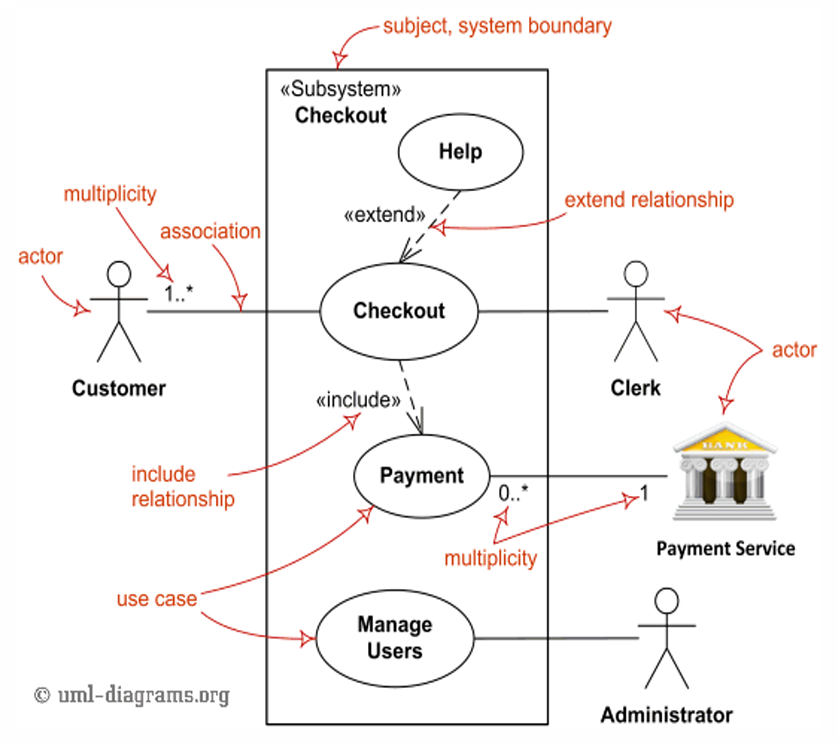 subject, system boundary
«Subsystem»
Checkout
Help
multiplicity
«extend»
extend relationship
association
actor
1..*
Checkout
actor
Customer
Clerk
«include»
BANK
include
relationship
Payment
0..*
1
multiplicity
Payment Service
use case
Manage
Users
© uml-diagrams.org
Administrator